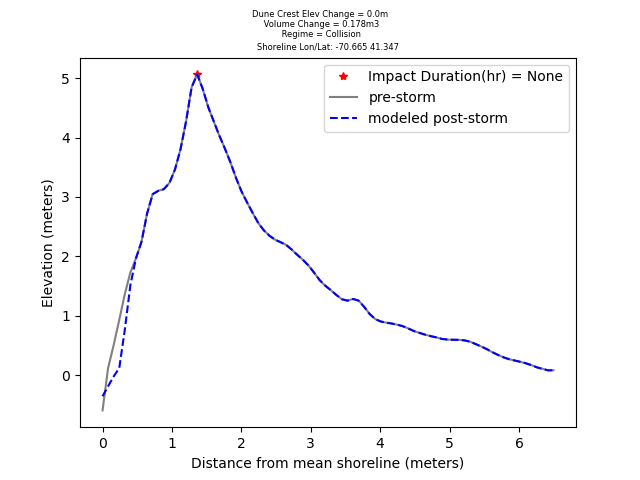 Dune Crest Elev Change = 0.0m
Volume Change = 0.178m3
Regime = Collision
Shoreline Lon/Lat: -70.665 41.347
Impact Duration(hr) = None
pre-storm
modeled post-storm
Elevation (meters)
5
4
3
2
1
0
0 1 2 3 4 5 6
Distance from mean shoreline (meters)